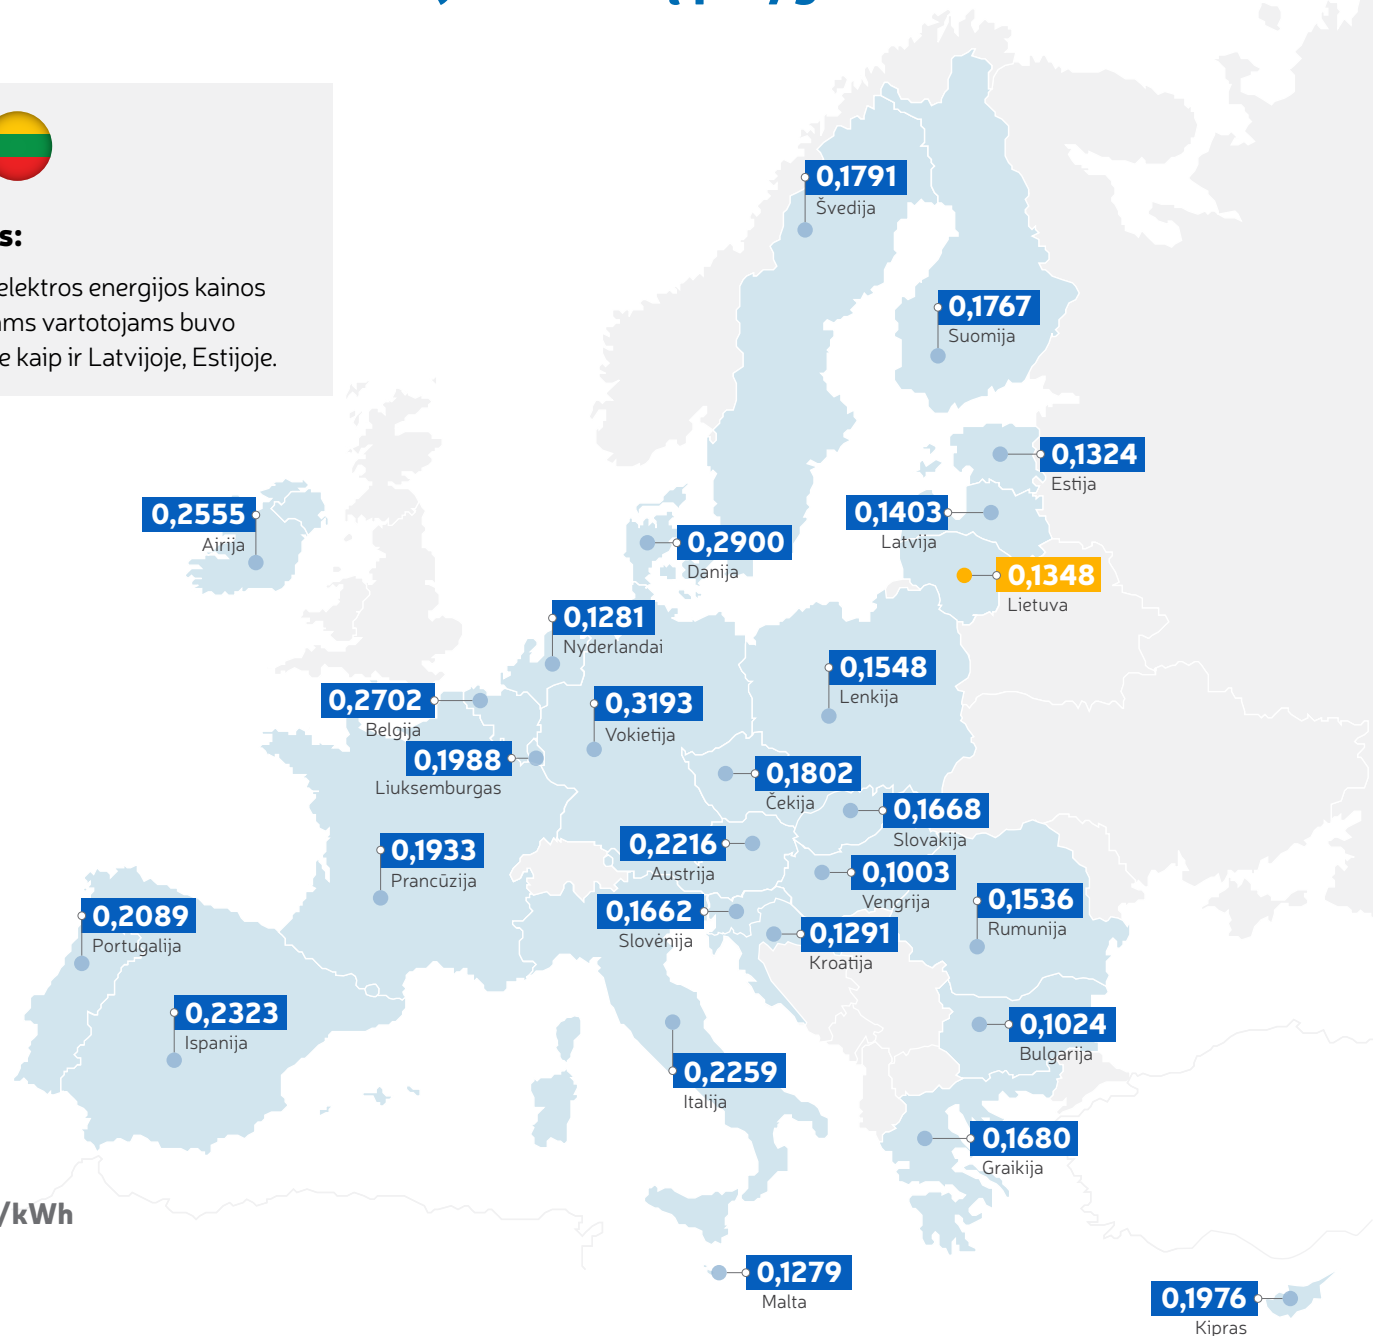 s:
elektros energijos kainos
ms vartotojams buvo
e kaip ir Latvijoje, Estijoje.
0,1791
Švedija
0,1767
Suomija
0,1324
Estija
0,2555
Airija
0,1403
Latvija
0,2900
Danija
0,1348
Lietuva
0,1281
Nyderlandai
0,1548
Lenkija
0,2702
Belgija
0,3193
Vokietija
0,1988
Liuksemburgas
0,1802
Čekija
0,1668
Slovakija
0,1933
Prancūzija
0,2216
Austrija
0,1003
Vengrija
0,1536
Rumunija
0,2089
Portugalija
0,1662
Slovėnija
0,1291
Kroatija
0,2323
Ispanija
0,1024
Bulgarija
0,2259
Italija
0,1680
Graikija
/kWh
0,1279
Malta
0,1976
Kipras